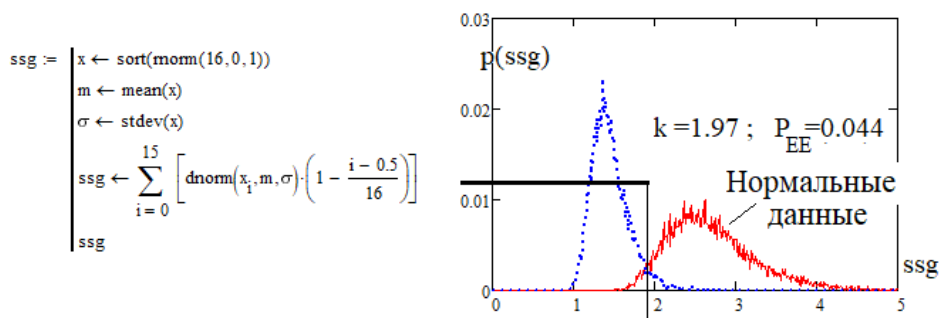 ssg := x ← sort(rnorm(16, 0, 1))
m ← mean(x)
σ ← stdev(x)
ssg ← ∑ i = 0 15 [dnorm(x_i, m, σ)·(1 − (i − 0.5)/16)]
ssg
0.03
p(ssg)
0.02
k =1.97 ; P_EE=0.044
Нормальные
данные
0.01
ssg
0
0 1 2 3 4 5